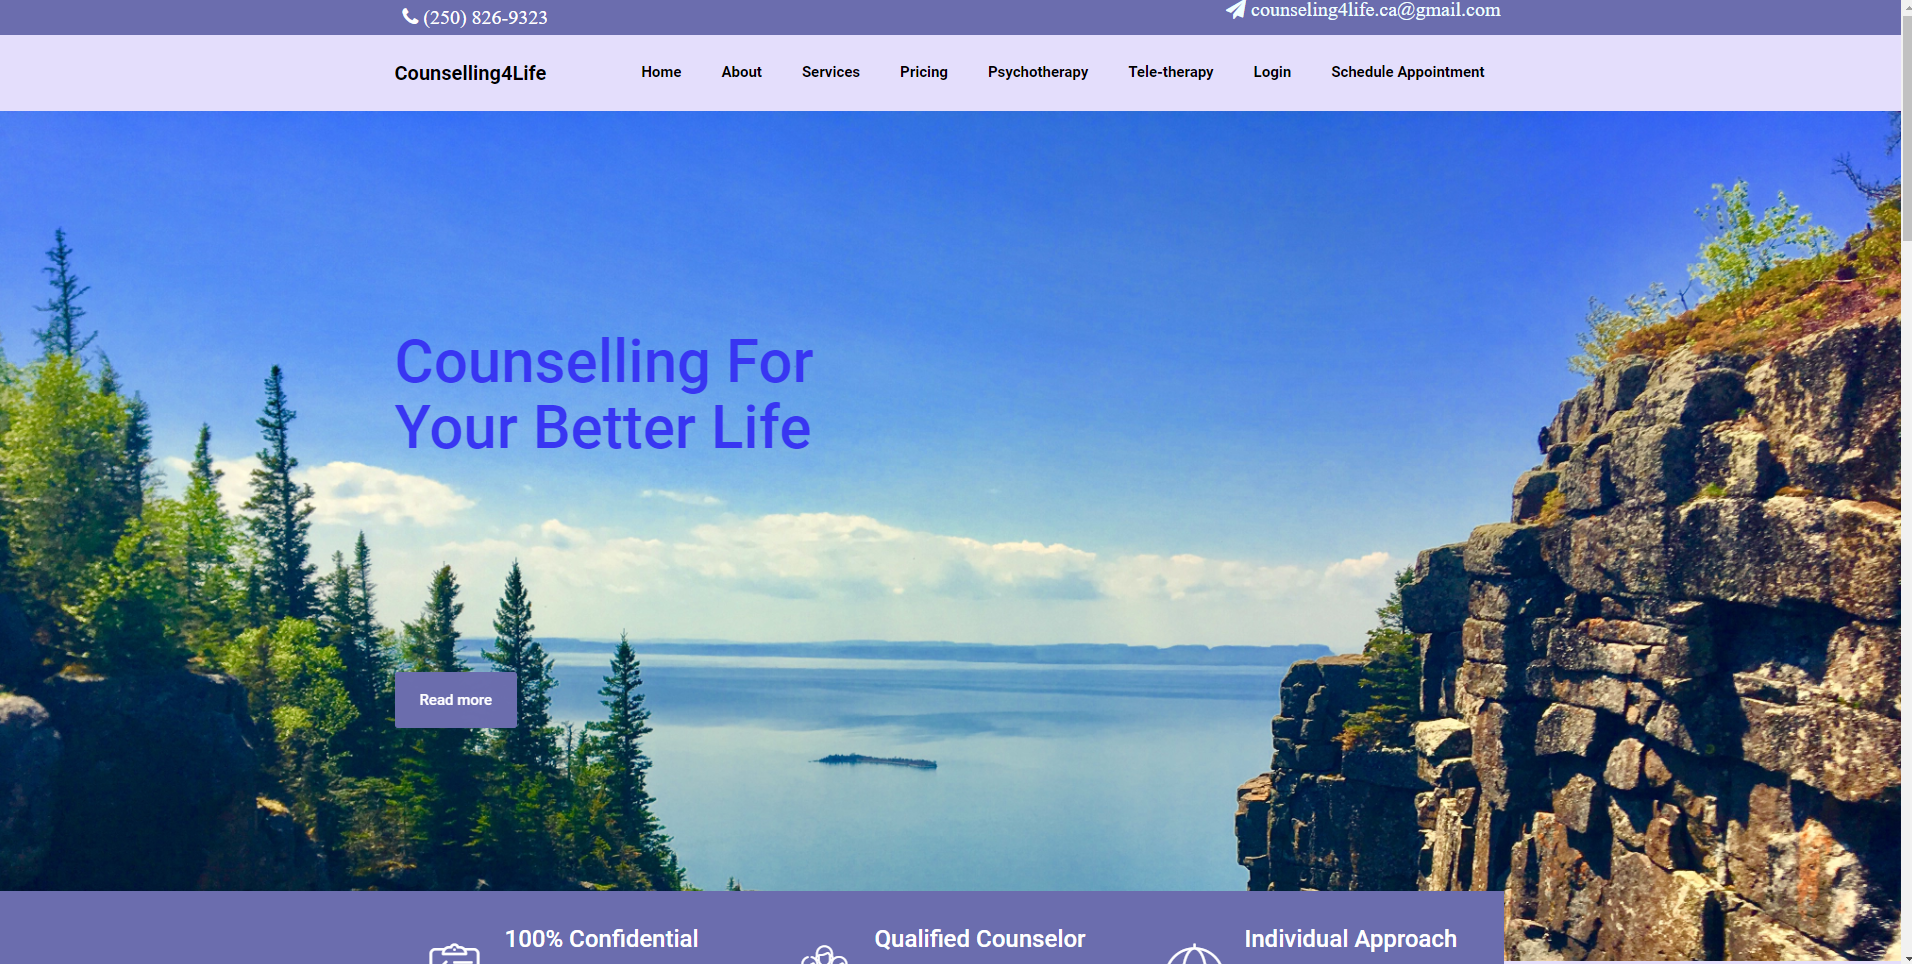 (250) 826-9323
counseling4life.ca@gmail.com
Counselling4Life
Home
About
Services
Pricing
Psychotherapy
Tele-therapy
Login
Schedule Appointment
Counselling For
Your Better Life
Read more
100% Confidential
Qualified Counselor
Individual Approach